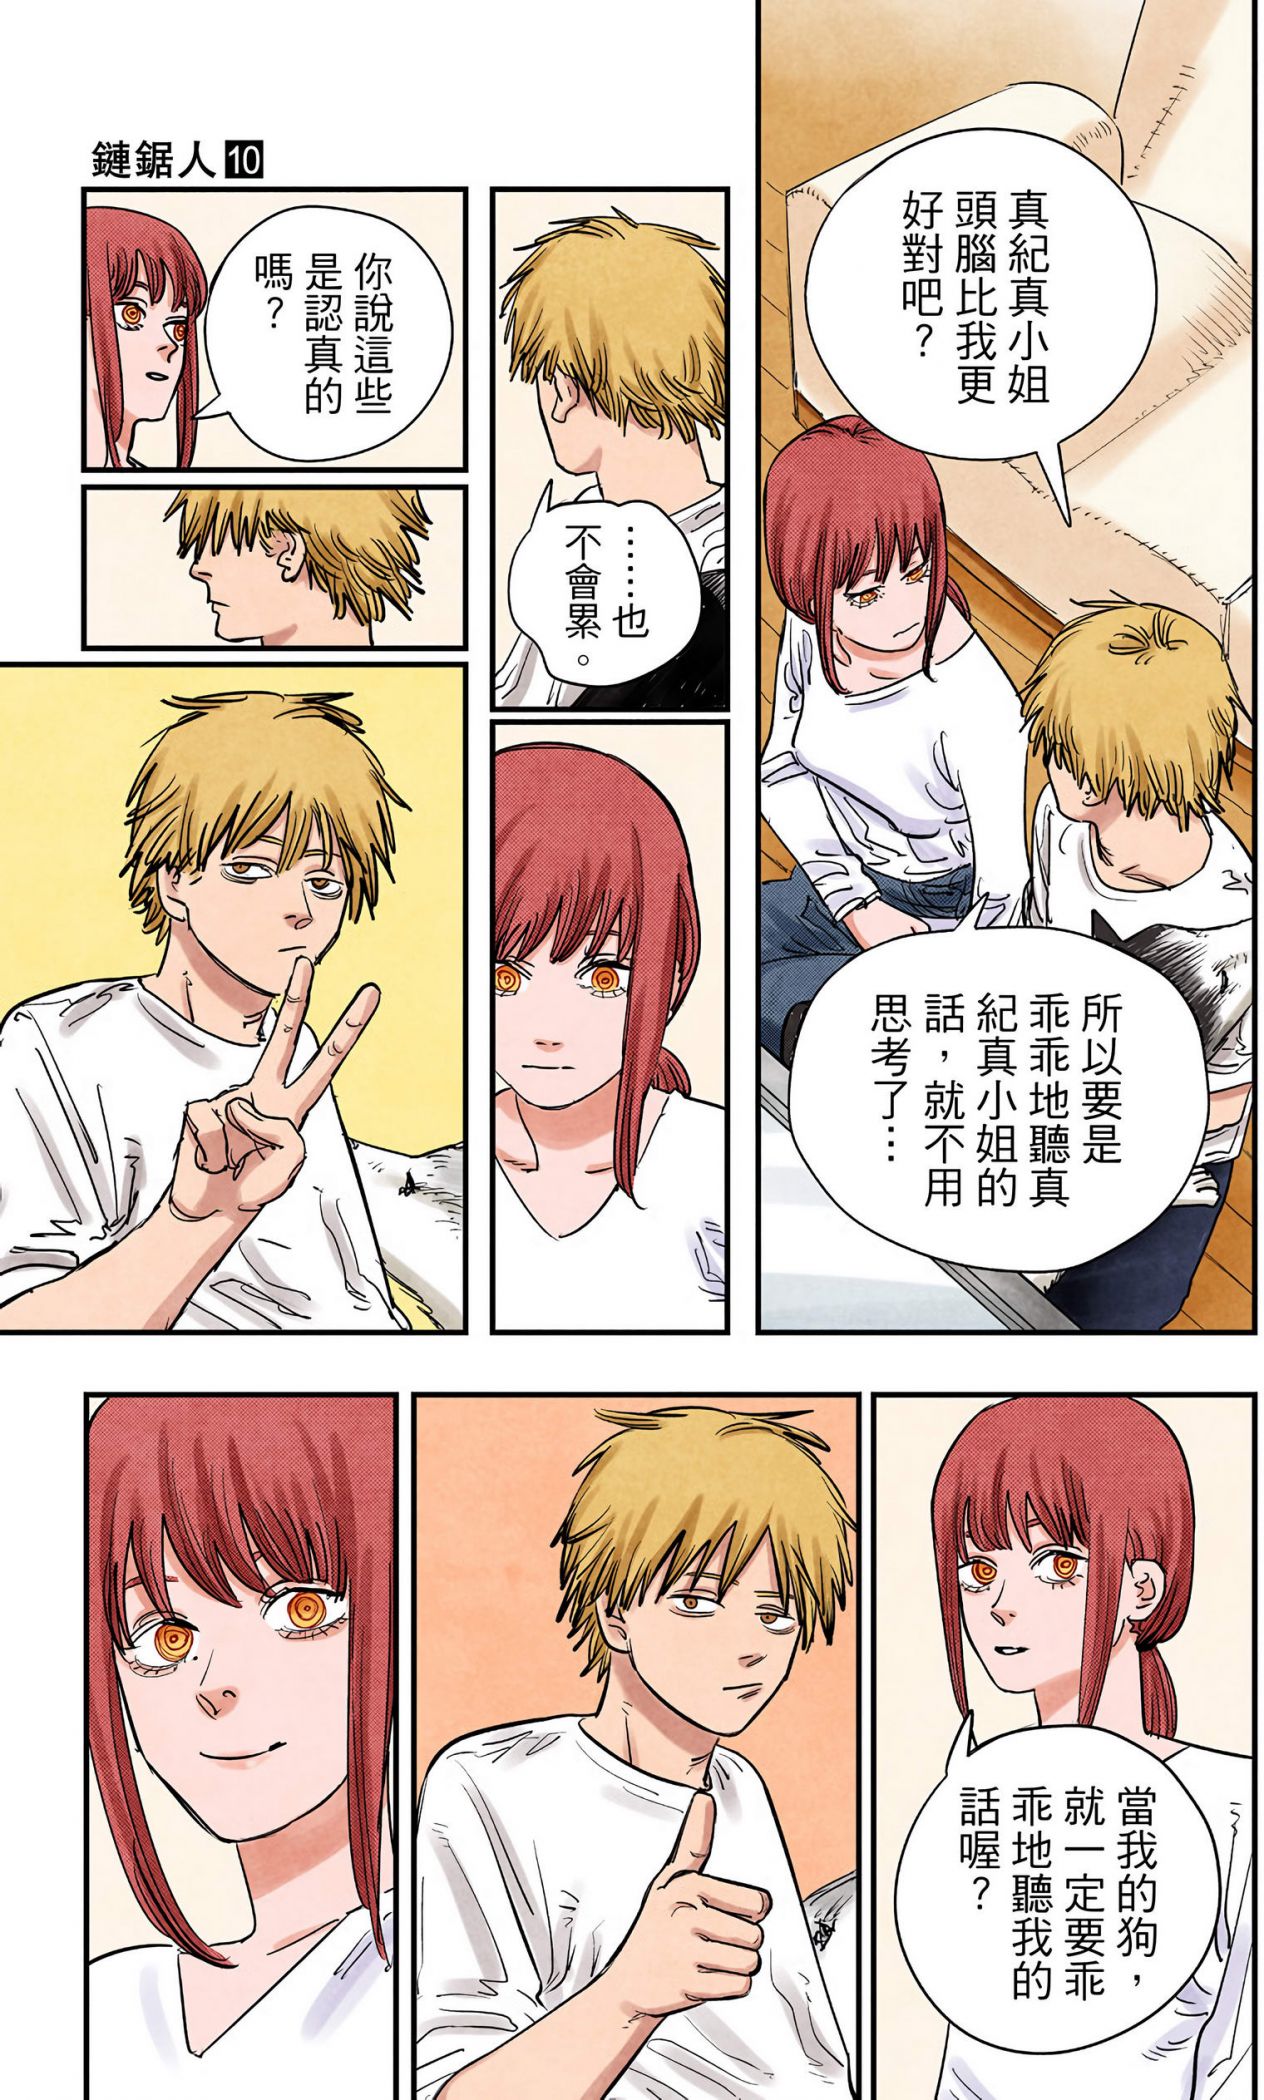 鏈鋸人10
真紀真小姐
頭腦比我更
好對吧？
所以要是
乖乖地聽真
紀真小姐的
話，就不用
思考了…
……也
不會累。
你說這些
是認真的
嗎？
當我的狗，
就一定要乖
乖地聽我的
話喔？